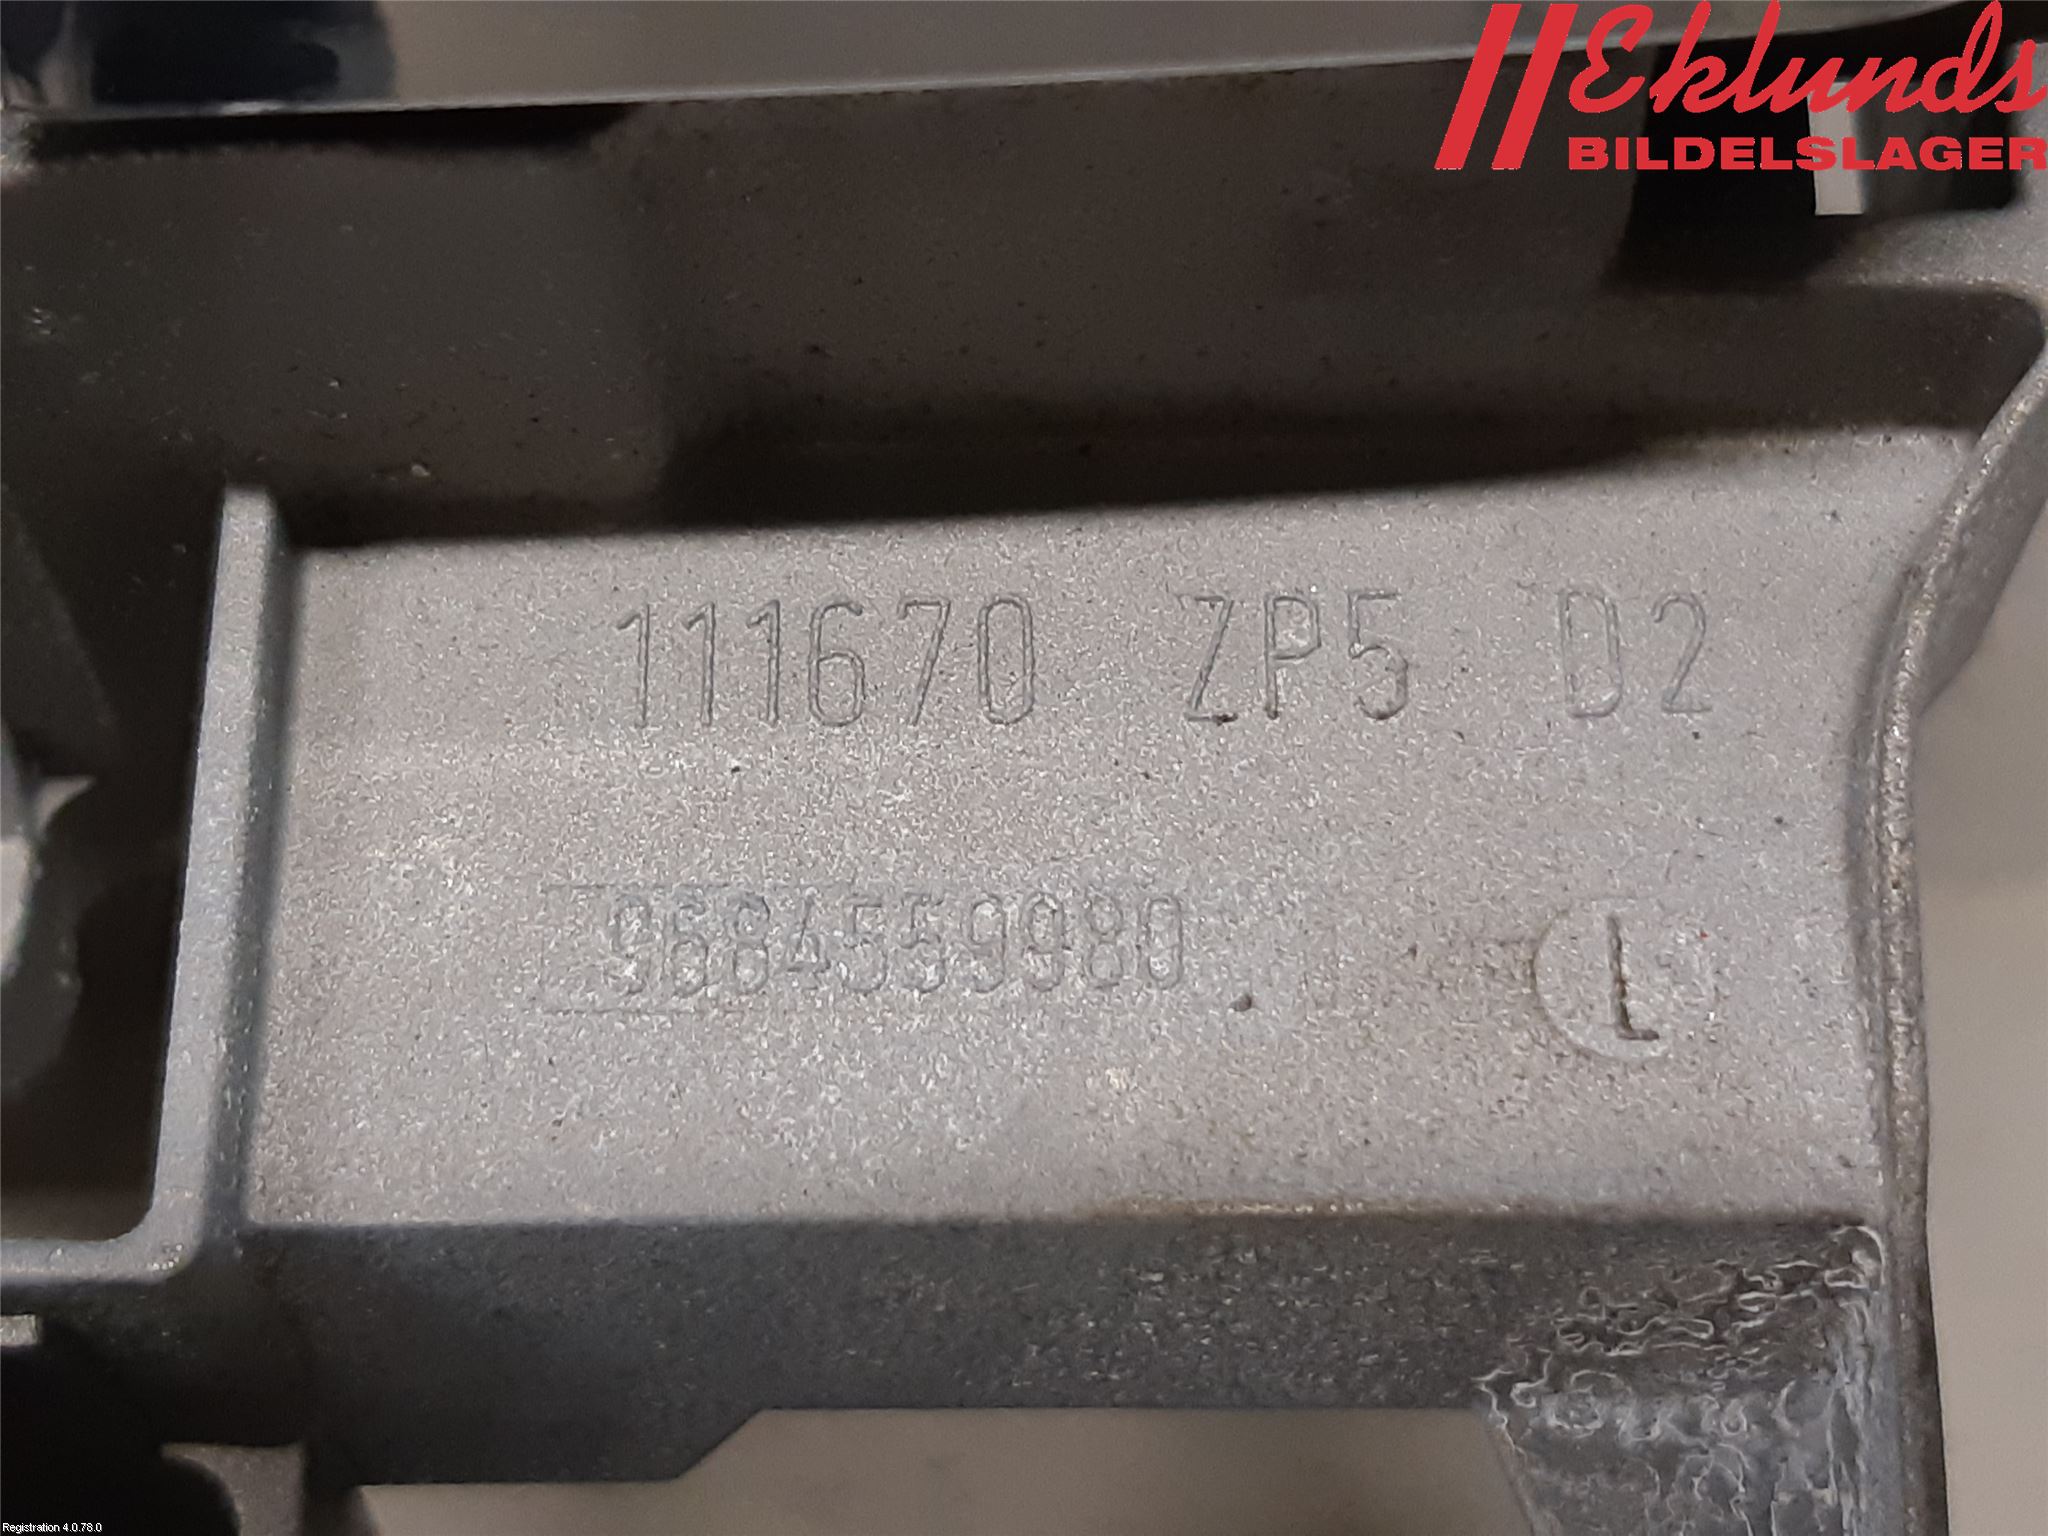 Eklunds
BILDELSLAGER
111670 ZP5 D2
9684559980
L
Registration 4.0.78.0